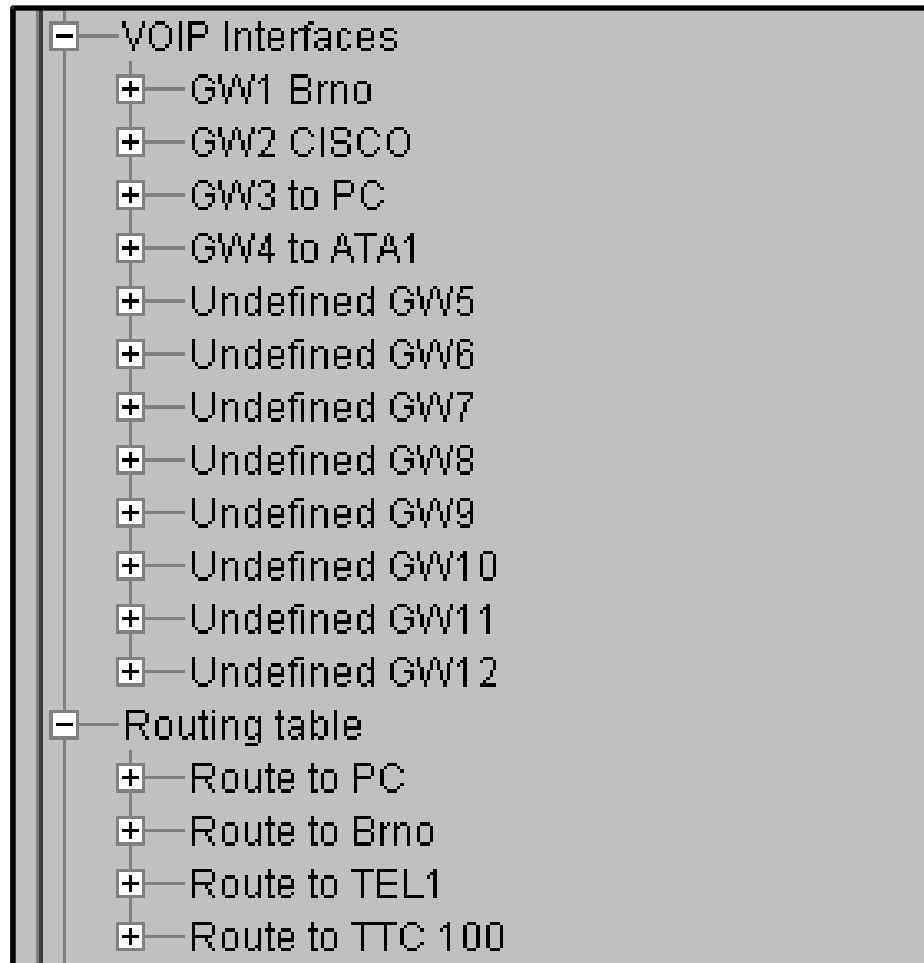 VOIP Interfaces
GW1 Brno
GW2 CISCO
GW3 to PC
GW4 to ATA1
Undefined GW5
Undefined GW6
Undefined GW7
Undefined GW8
Undefined GW9
Undefined GW10
Undefined GW11
Undefined GW12
Routing table
Route to PC
Route to Brno
Route to TEL1
Route to TTC 100